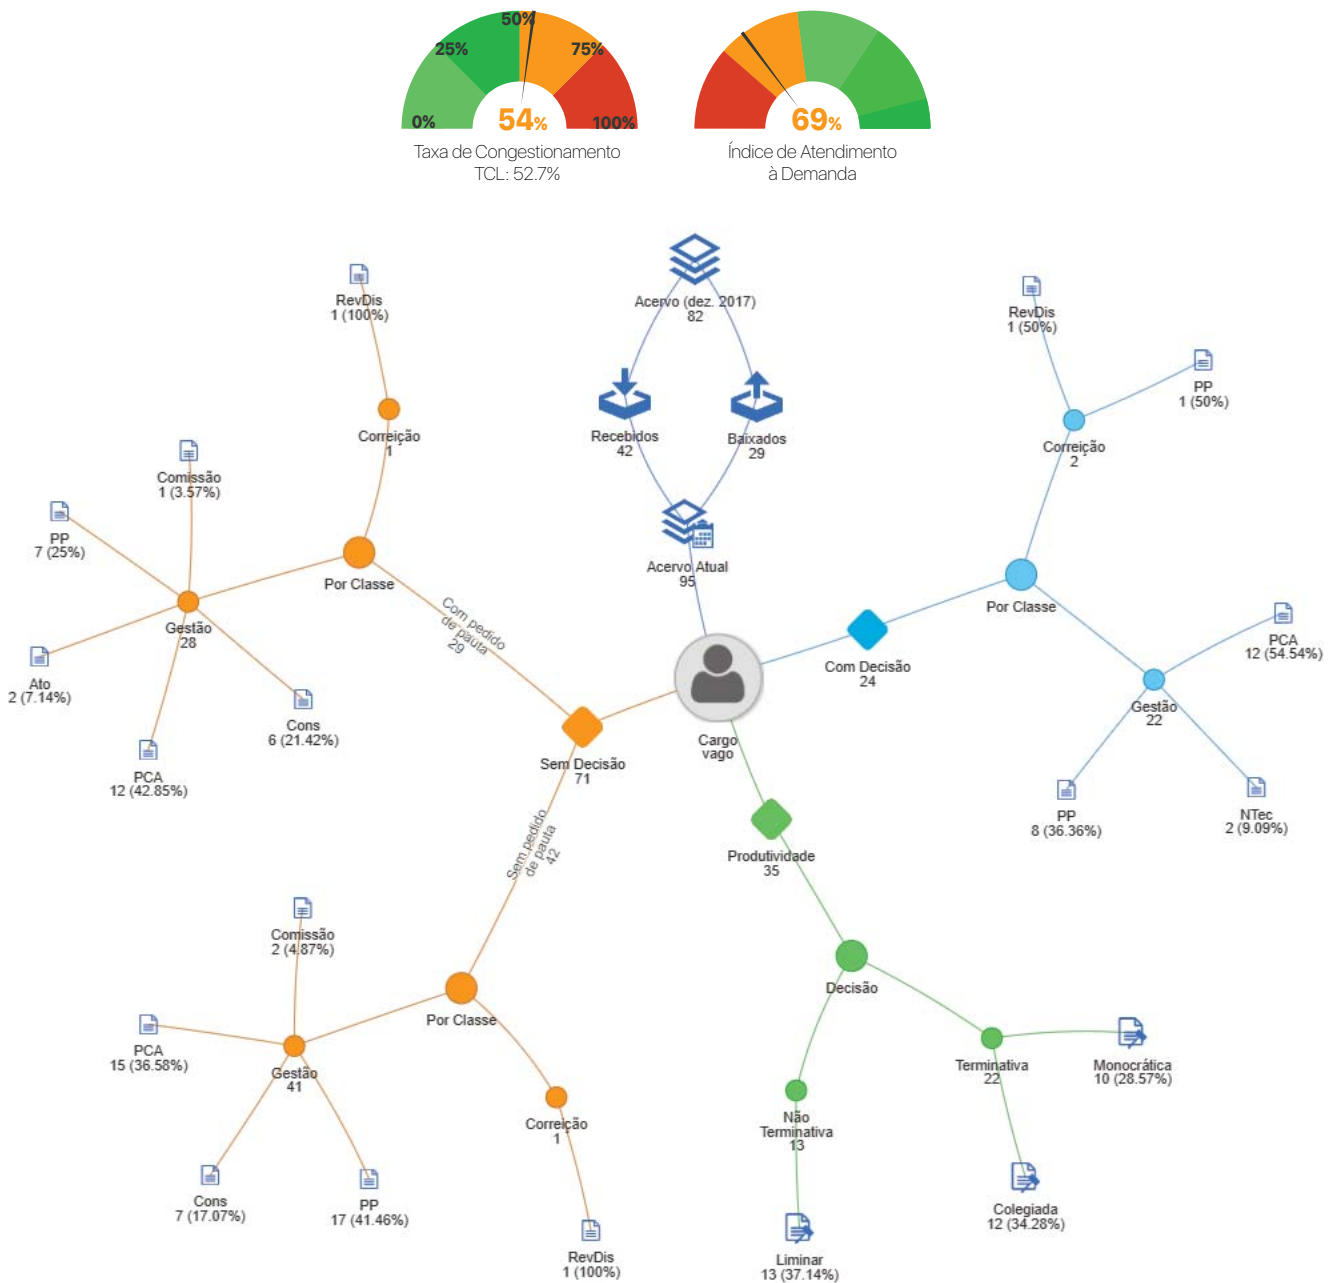 50%
25%
75%
0%
54%
100%
69%
Taxa de Congestionamento
TCL: 52.7%
Índice de Atendimento
à Demanda
Acervo (dez. 2017)
82
Recebidos
42
Baixados
29
Acervo Atual
95
Cargo
vago
RevDis
1 (100%)
Correição
1
Comissão
1 (3.57%)
PP
7 (25%)
Por Classe
Gestão
28
Ato
2 (7.14%)
Cons
6 (21.42%)
PCA
12 (42.85%)
Com pedido
de pauta
29
Sem Decisão
71
Sem pedido
de pauta
42
Comissão
2 (4.87%)
Por Classe
PCA
15 (36.58%)
Gestão
41
Correição
1
Cons
7 (17.07%)
PP
17 (41.46%)
RevDis
1 (100%)
RevDis
1 (50%)
PP
1 (50%)
Correição
2
Por Classe
Com Decisão
24
PCA
12 (54.54%)
Gestão
22
PP
8 (36.36%)
NTec
2 (9.09%)
Produtividade
35
Decisão
Terminativa
22
Monocrática
10 (28.57%)
Não
Terminativa
13
Colegiada
12 (34.28%)
Liminar
13 (37.14%)